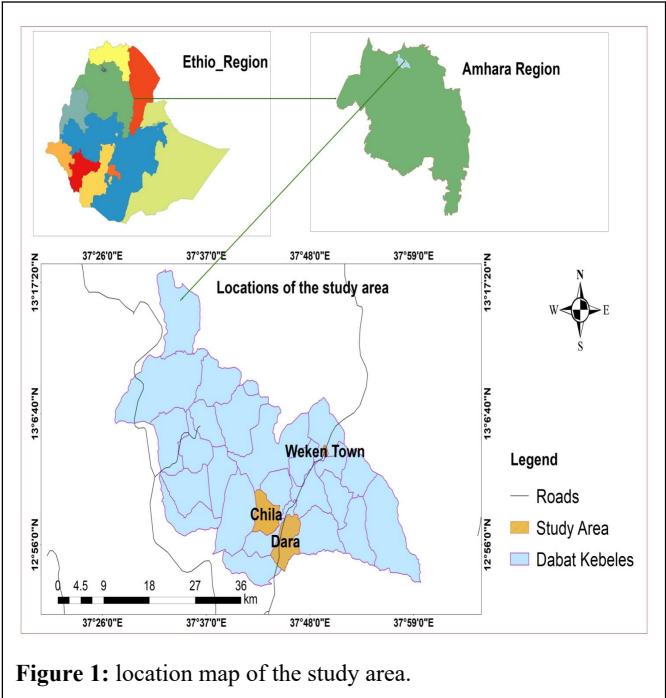 Ethio_Region
Amhara Region
37°26'0"E 37°37'0"E 37°48'0"E 37°59'0"E
13°17'20"N 13°17'20"N
Locations of the study area
N
W E
S
13°6'40"N 13°6'40"N
Weken Town
Legend
Roads
Chila
Study Area
Dara
12°56'0"N 12°56'0"N
Dabat Kebeles
0 4.5 9 18 27 36
km
37°26'0"E 37°37'0"E 37°48'0"E 37°59'0"E
Figure 1: location map of the study area.